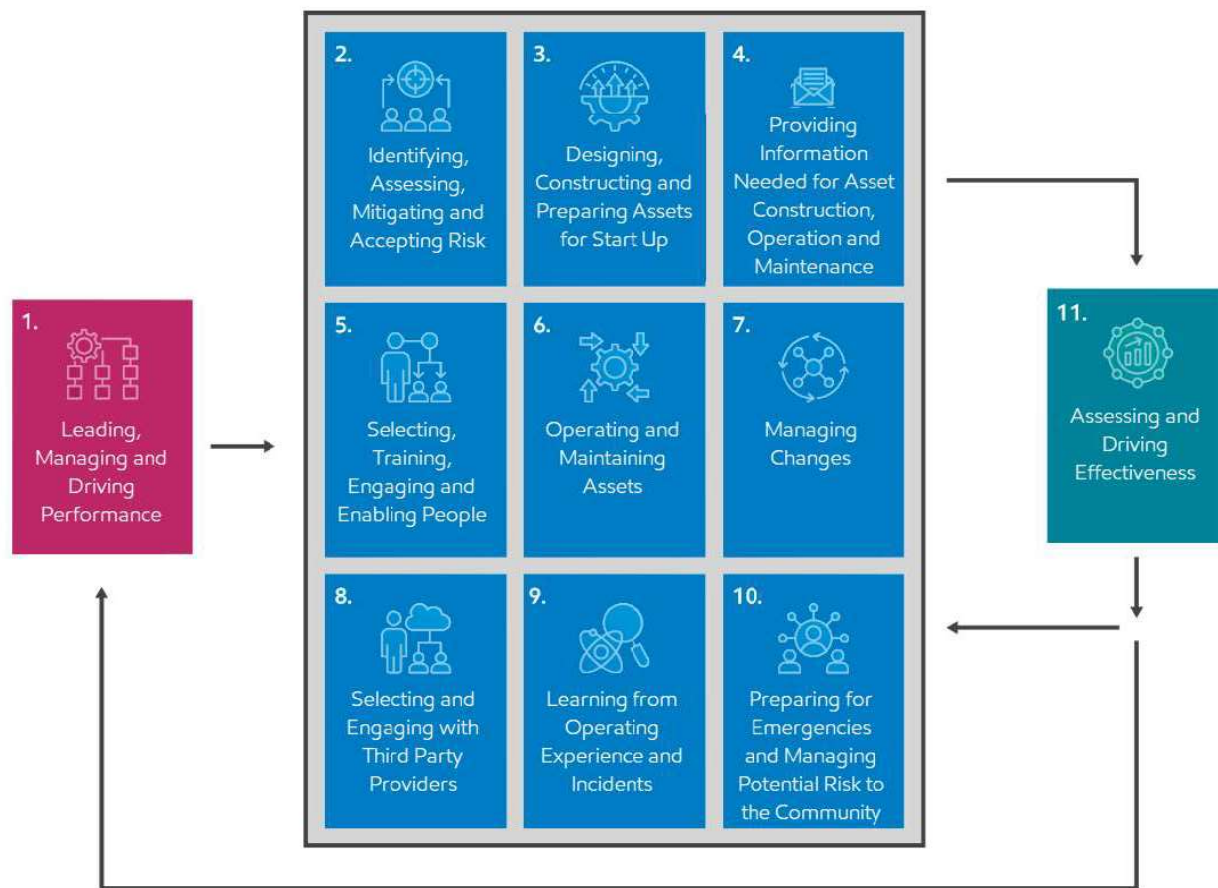 2.
Identifying,
Assessing,
Mitigating and
Accepting Risk
3.
Designing,
Constructing and
Preparing Assets
for Start Up
4.
Providing
Information
Needed for Asset
Construction,
Operation and
Maintenance
1.
Leading,
Managing and
Driving
Performance
5.
Selecting,
Training,
Engaging and
Enabling People
6.
Operating and
Maintaining
Assets
7.
Managing
Changes
11.
Assessing and
Driving
Effectiveness
8.
Selecting and
Engaging with
Third Party
Providers
9.
Learning from
Operating
Experience and
Incidents
10.
Preparing for
Emergencies
and Managing
Potential Risk to
the Community